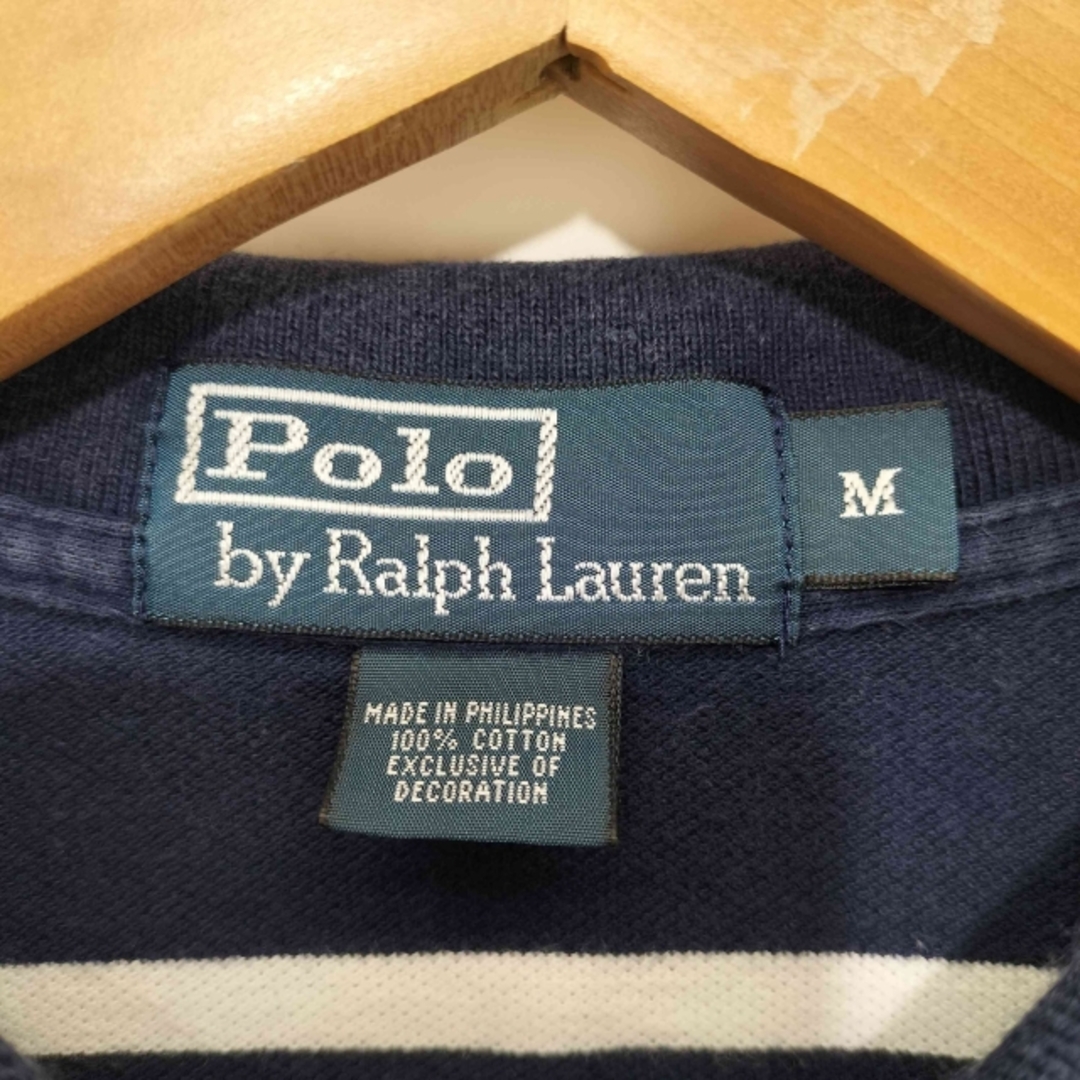 Polo
by Ralph Lauren
M
MADE IN PHILIPPINES
100% COTTON
EXCLUSIVE OF
DECORATION